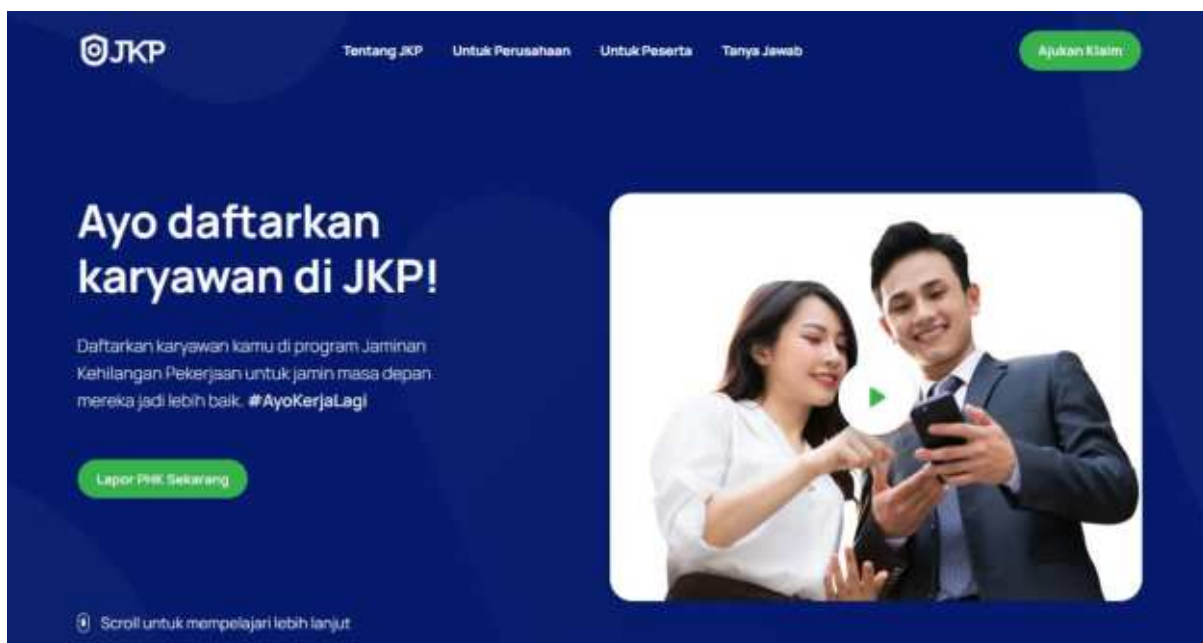 JKP
Tentang JKP Untuk Perusahaan Untuk Peserta Tanya Jawab
Ajukan Klaim
Ayo daftarkan
karyawan di JKP!
Daftarkan karyawan kamu di program Jaminan
Kehilangan Pekerjaan untuk jamin masa depan
mereka jadi lebih baik. #AyoKerjaLagi
Lapor PHK Sekarang
Scroll untuk mempelajari lebih lanjut